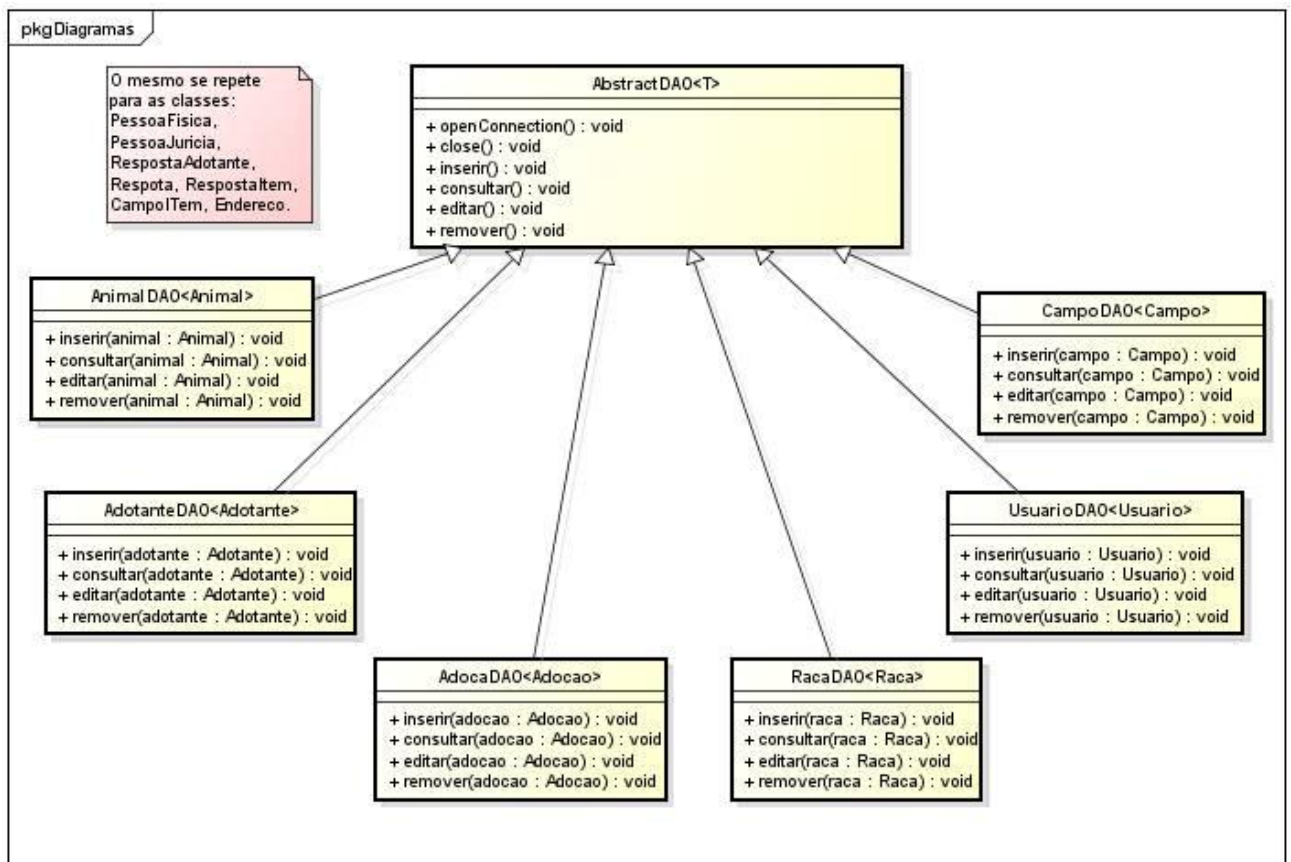 pkgDiagramas
O mesmo se repete
para as classes:
PessoaFisica,
PessoaJuricia,
RespostaAdotante,
Respota, RespostaItem,
CampoITem, Endereco.
AbstractDAO<T>
+ openConnection() : void
+ close() : void
+ inserir() : void
+ consultar() : void
+ editar() : void
+ remover() : void
AnimalDAO<Animal>
+ inserir(animal : Animal) : void
+ consultar(animal : Animal) : void
+ editar(animal : Animal) : void
+ remover(animal : Animal) : void
CampoDAO<Campo>
+ inserir(campo : Campo) : void
+ consultar(campo : Campo) : void
+ editar(campo : Campo) : void
+ remover(campo : Campo) : void
AdotanteDAO<Adotante>
+ inserir(adotante : Adotante) : void
+ consultar(adotante : Adotante) : void
+ editar(adotante : Adotante) : void
+ remover(adotante : Adotante) : void
UsuarioDAO<Usuario>
+ inserir(usuario : Usuario) : void
+ consultar(usuario : Usuario) : void
+ editar(usuario : Usuario) : void
+ remover(usuario : Usuario) : void
AdocaDAO<Adocao>
+ inserir(adocao : Adocao) : void
+ consultar(adocao : Adocao) : void
+ editar(adocao : Adocao) : void
+ remover(adocao : Adocao) : void
RacaDAO<Raca>
+ inserir(raca : Raca) : void
+ consultar(raca : Raca) : void
+ editar(raca : Raca) : void
+ remover(raca : Raca) : void